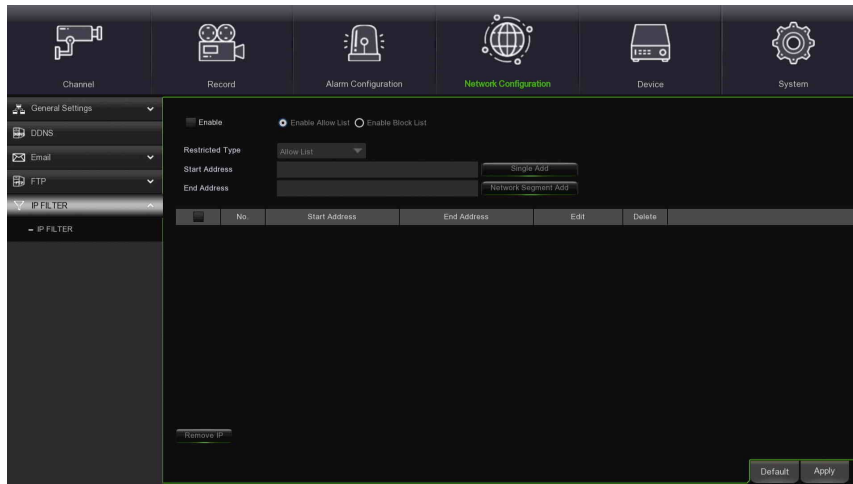 Channel Record Alarm Configuration Network Configuration Device System
General Settings
DDNS
Email
FTP
IP FILTER
– IP FILTER
Enable Enable Allow List Enable Block List
Restricted Type Allow List
Start Address Single Add
End Address Network Segment Add
No. Start Address End Address Edit Delete
Remove IP
Default Apply